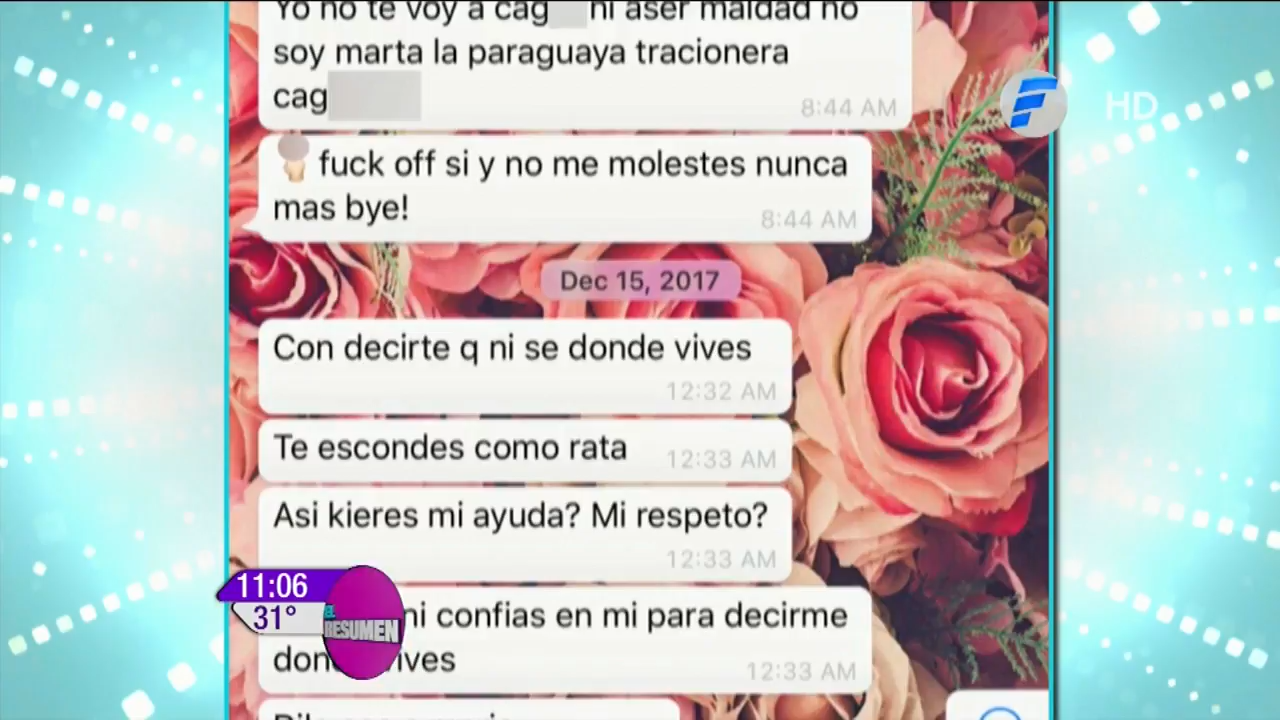 Yo no te voy a cag ni aser maldad no
soy marta la paraguaya tracionera
cag
8:44 AM
HD
fuck off si y no me molestes nunca
mas bye!
8:44 AM
Dec 15, 2017
Con decirte q ni se donde vives
12:32 AM
Te escondes como rata
12:33 AM
Asi kieres mi ayuda? Mi respeto?
12:33 AM
ni confias en mi para decirme
don ives
12:33 AM
11:06
31°
EL
RESUMEN